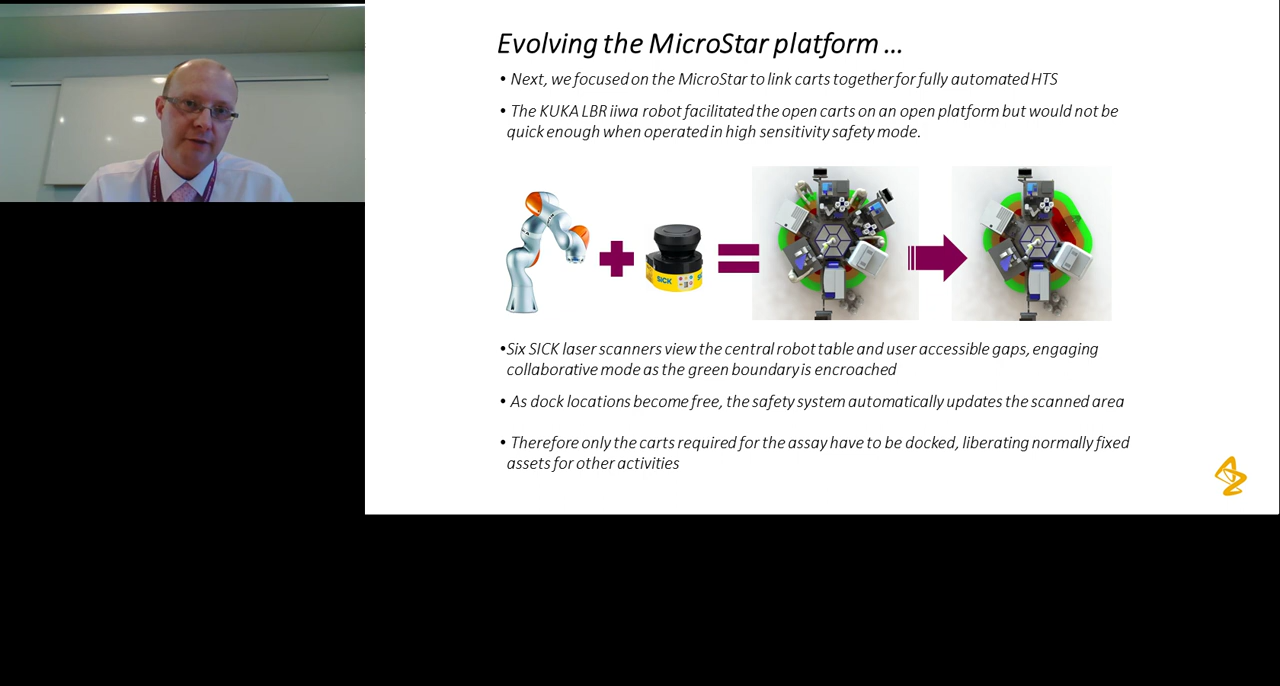 Evolving the MicroStar platform ...
• Next, we focused on the MicroStar to link carts together for fully automated HTS
• The KUKA LBR iiwa robot facilitated the open carts on an open platform but would not be
quick enough when operated in high sensitivity safety mode.
SICK
•Six SICK laser scanners view the central robot table and user accessible gaps, engaging
collaborative mode as the green boundary is encroached
• As dock locations become free, the safety system automatically updates the scanned area
• Therefore only the carts required for the assay have to be docked, liberating normally fixed
assets for other activities